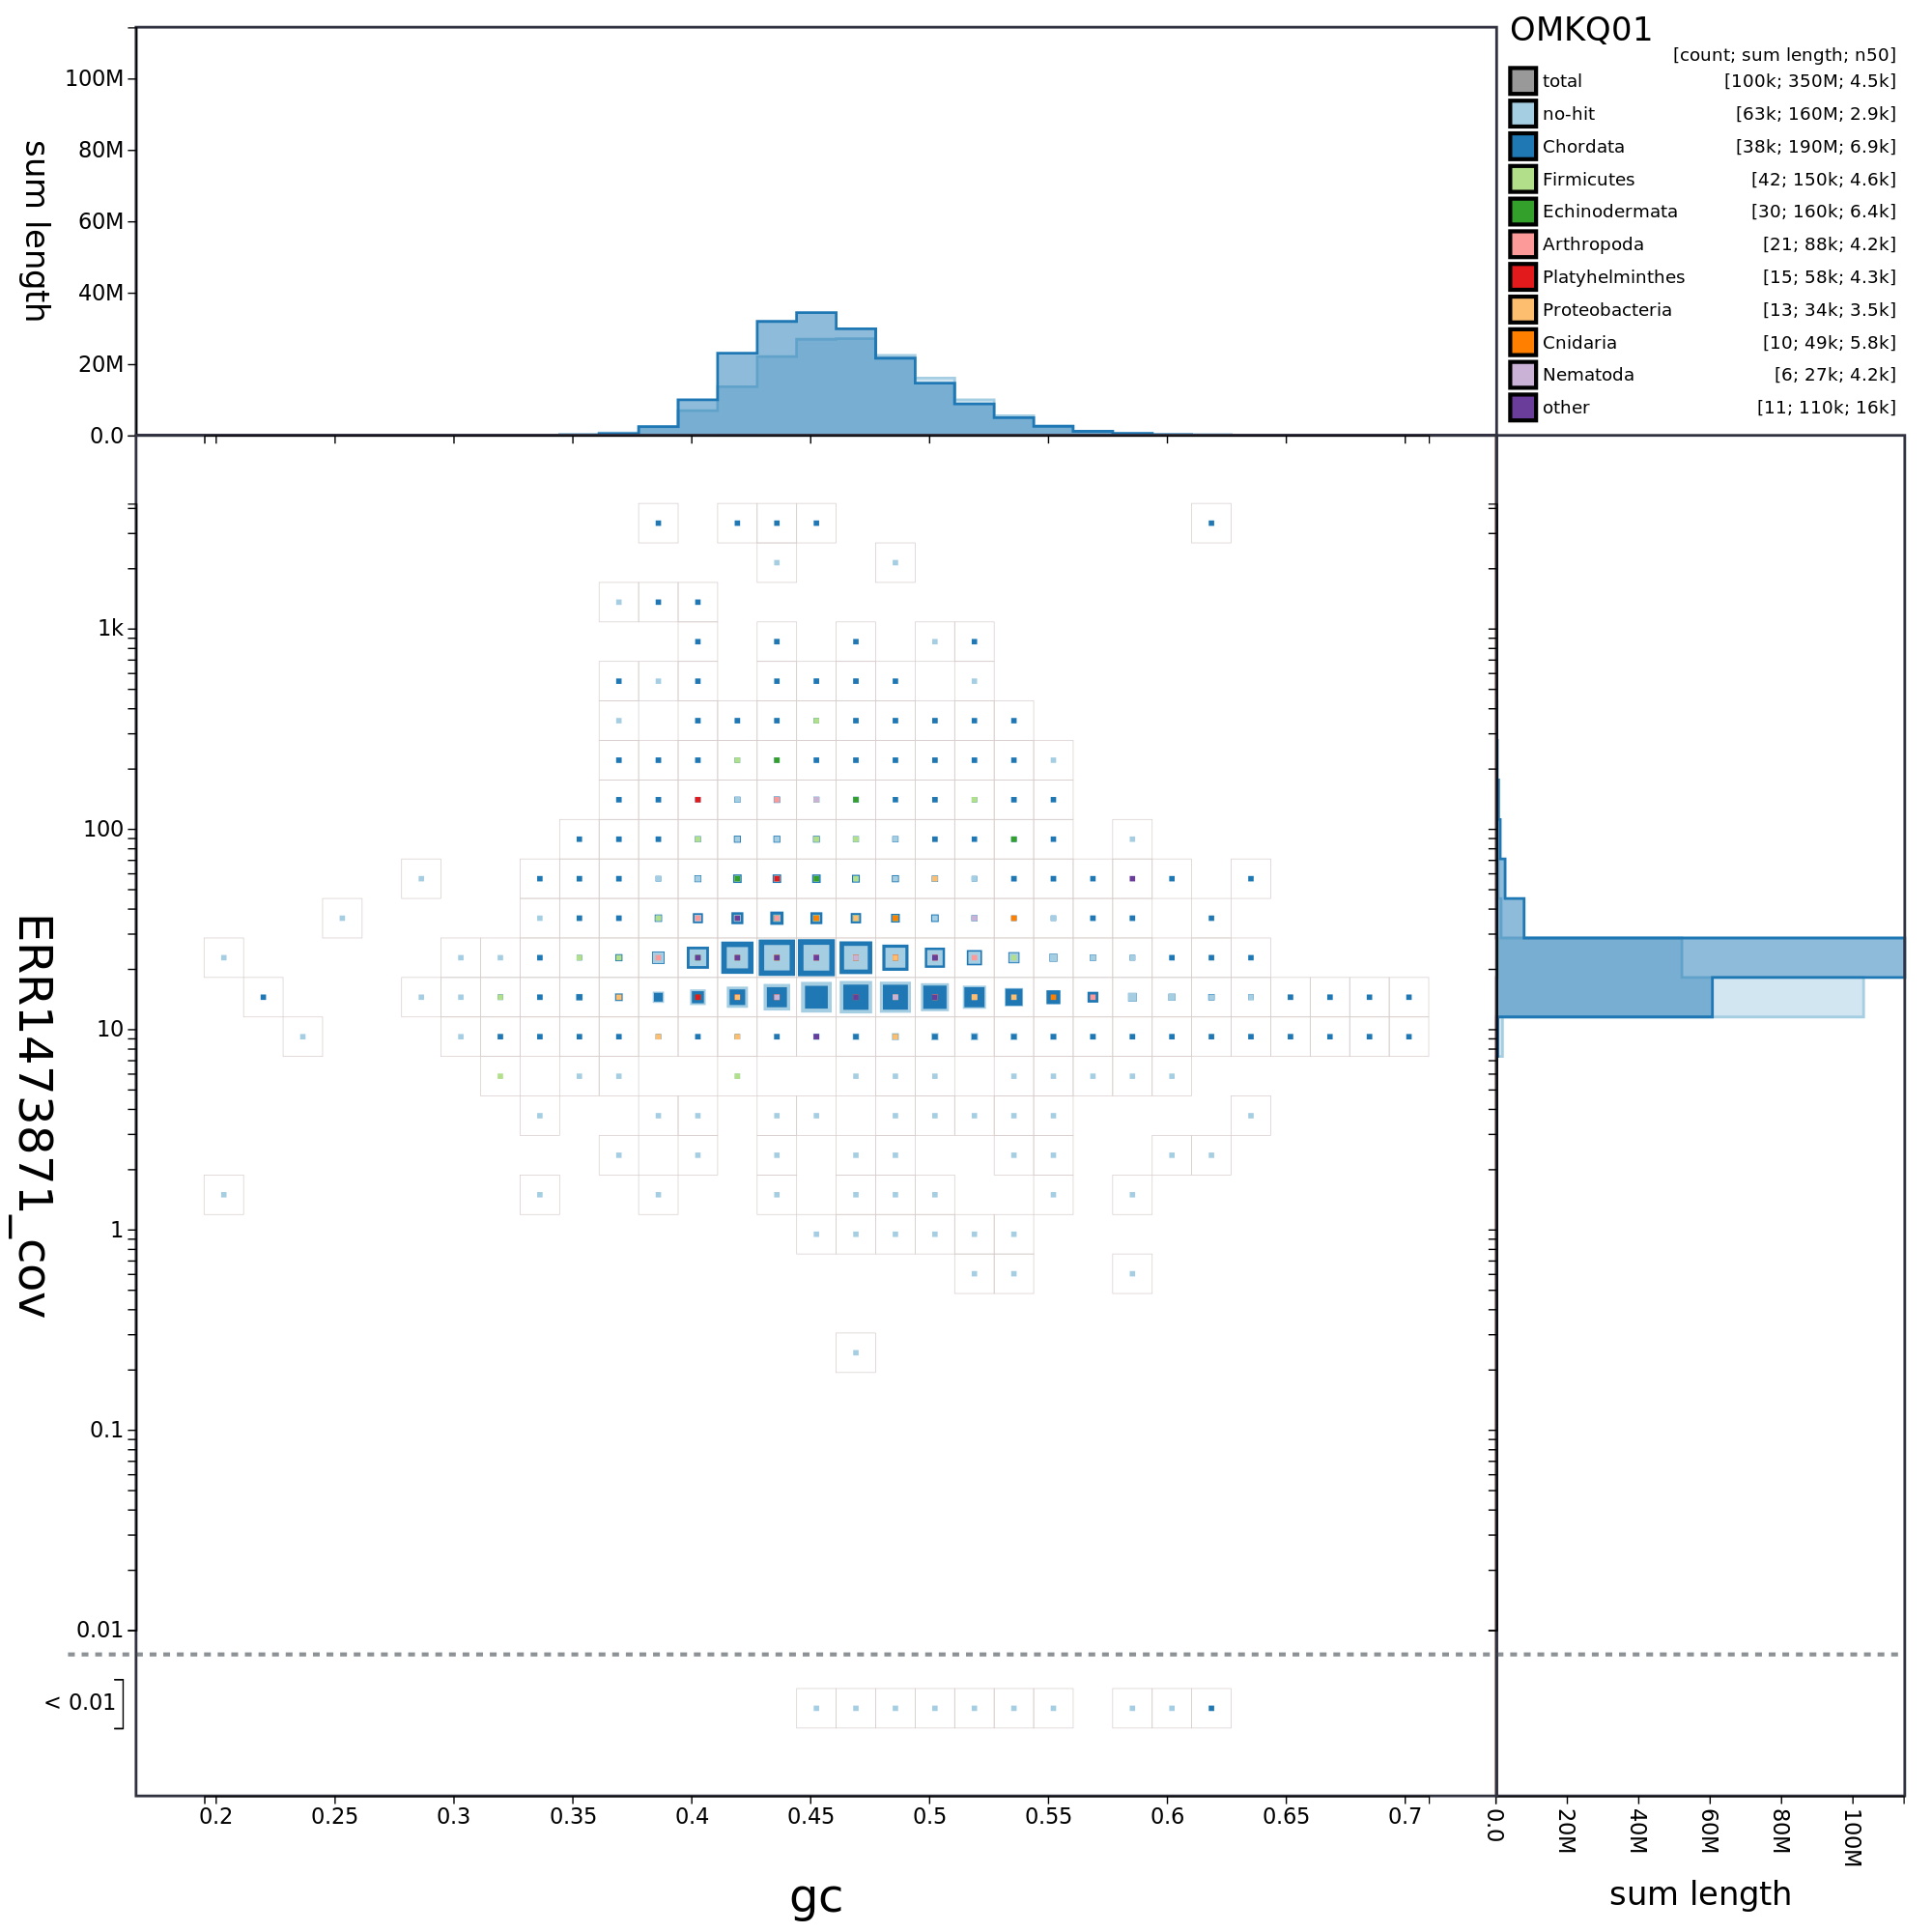 OMKQ01
[count; sum length; n50]
total [100k; 350M; 4.5k]
no-hit [63k; 160M; 2.9k]
Chordata [38k; 190M; 6.9k]
Firmicutes [42; 150k; 4.6k]
Echinodermata [30; 160k; 6.4k]
Arthropoda [21; 88k; 4.2k]
Platyhelminthes [15; 58k; 4.3k]
Proteobacteria [13; 34k; 3.5k]
Cnidaria [10; 49k; 5.8k]
Nematoda [6; 27k; 4.2k]
other [11; 110k; 16k]
sum length
100M
80M
60M
40M
20M
0.0
ERR1473871_cov
1k
100
10
1
0.1
0.01
< 0.01
0.2 0.25 0.3 0.35 0.4 0.45 0.5 0.55 0.6 0.65 0.7
gc
0.0 20M 40M 60M 80M 100M
sum length